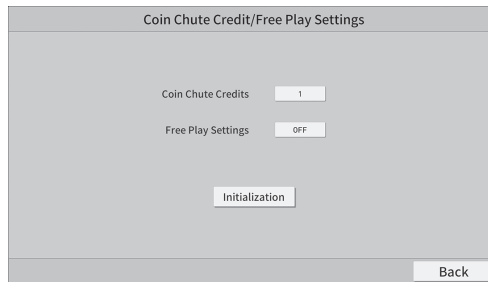 Coin Chute Credit/Free Play Settings
Coin Chute Credits 1
Free Play Settings OFF
Initialization
Back